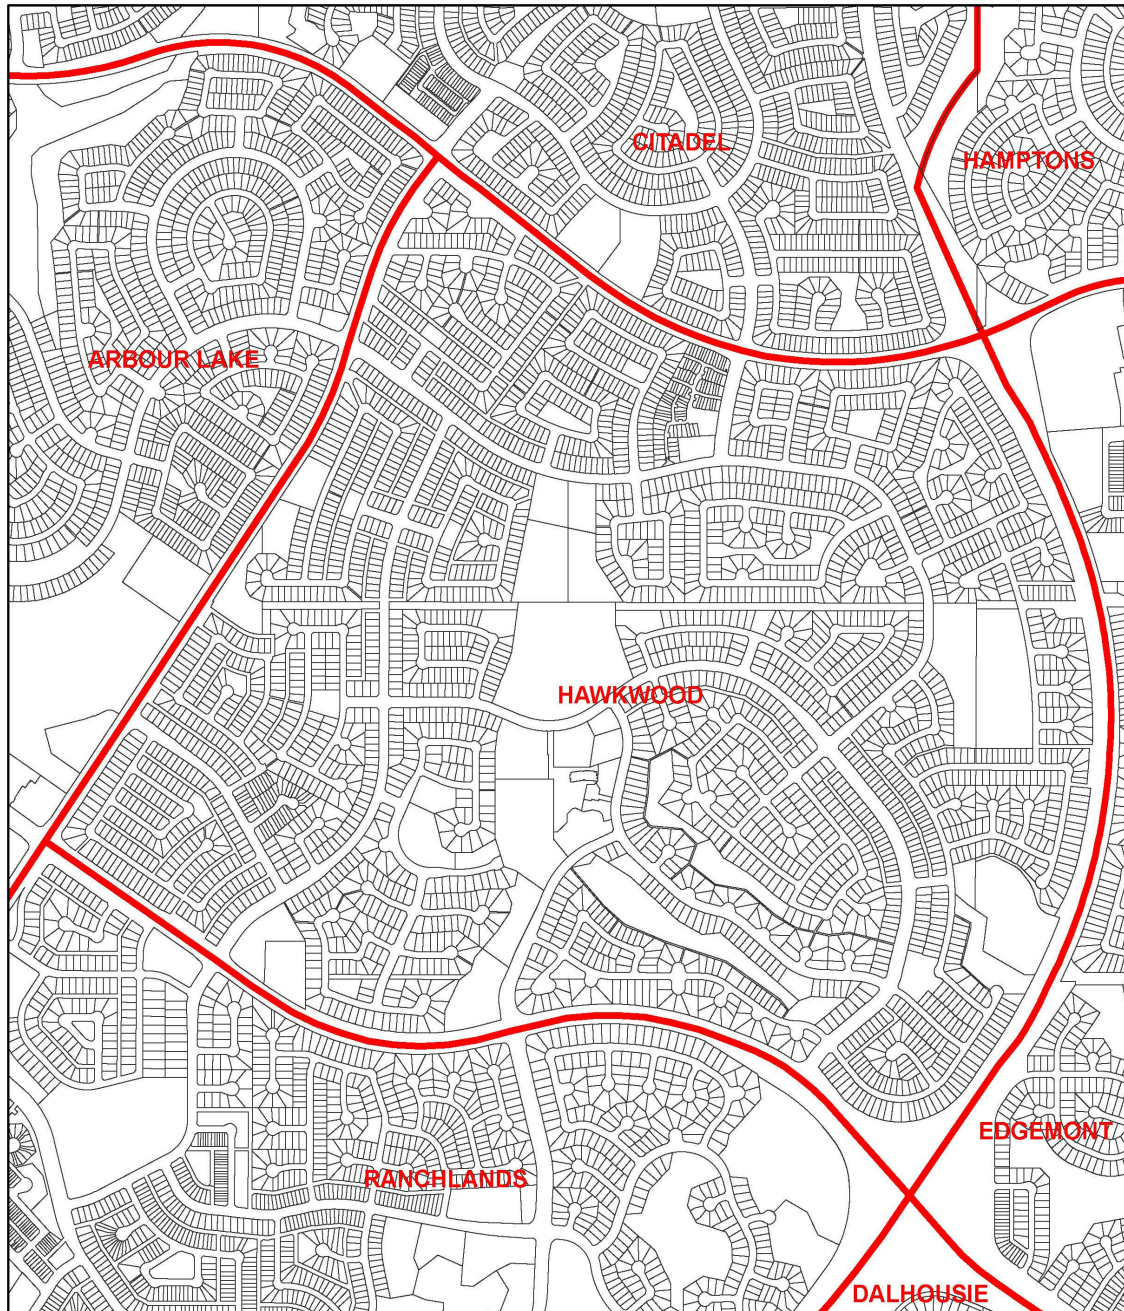 CITADEL
HAMPTONS
ARBOUR LAKE
HAWKWOOD
EDGEMONT
RANCHLANDS
DALHOUSIE